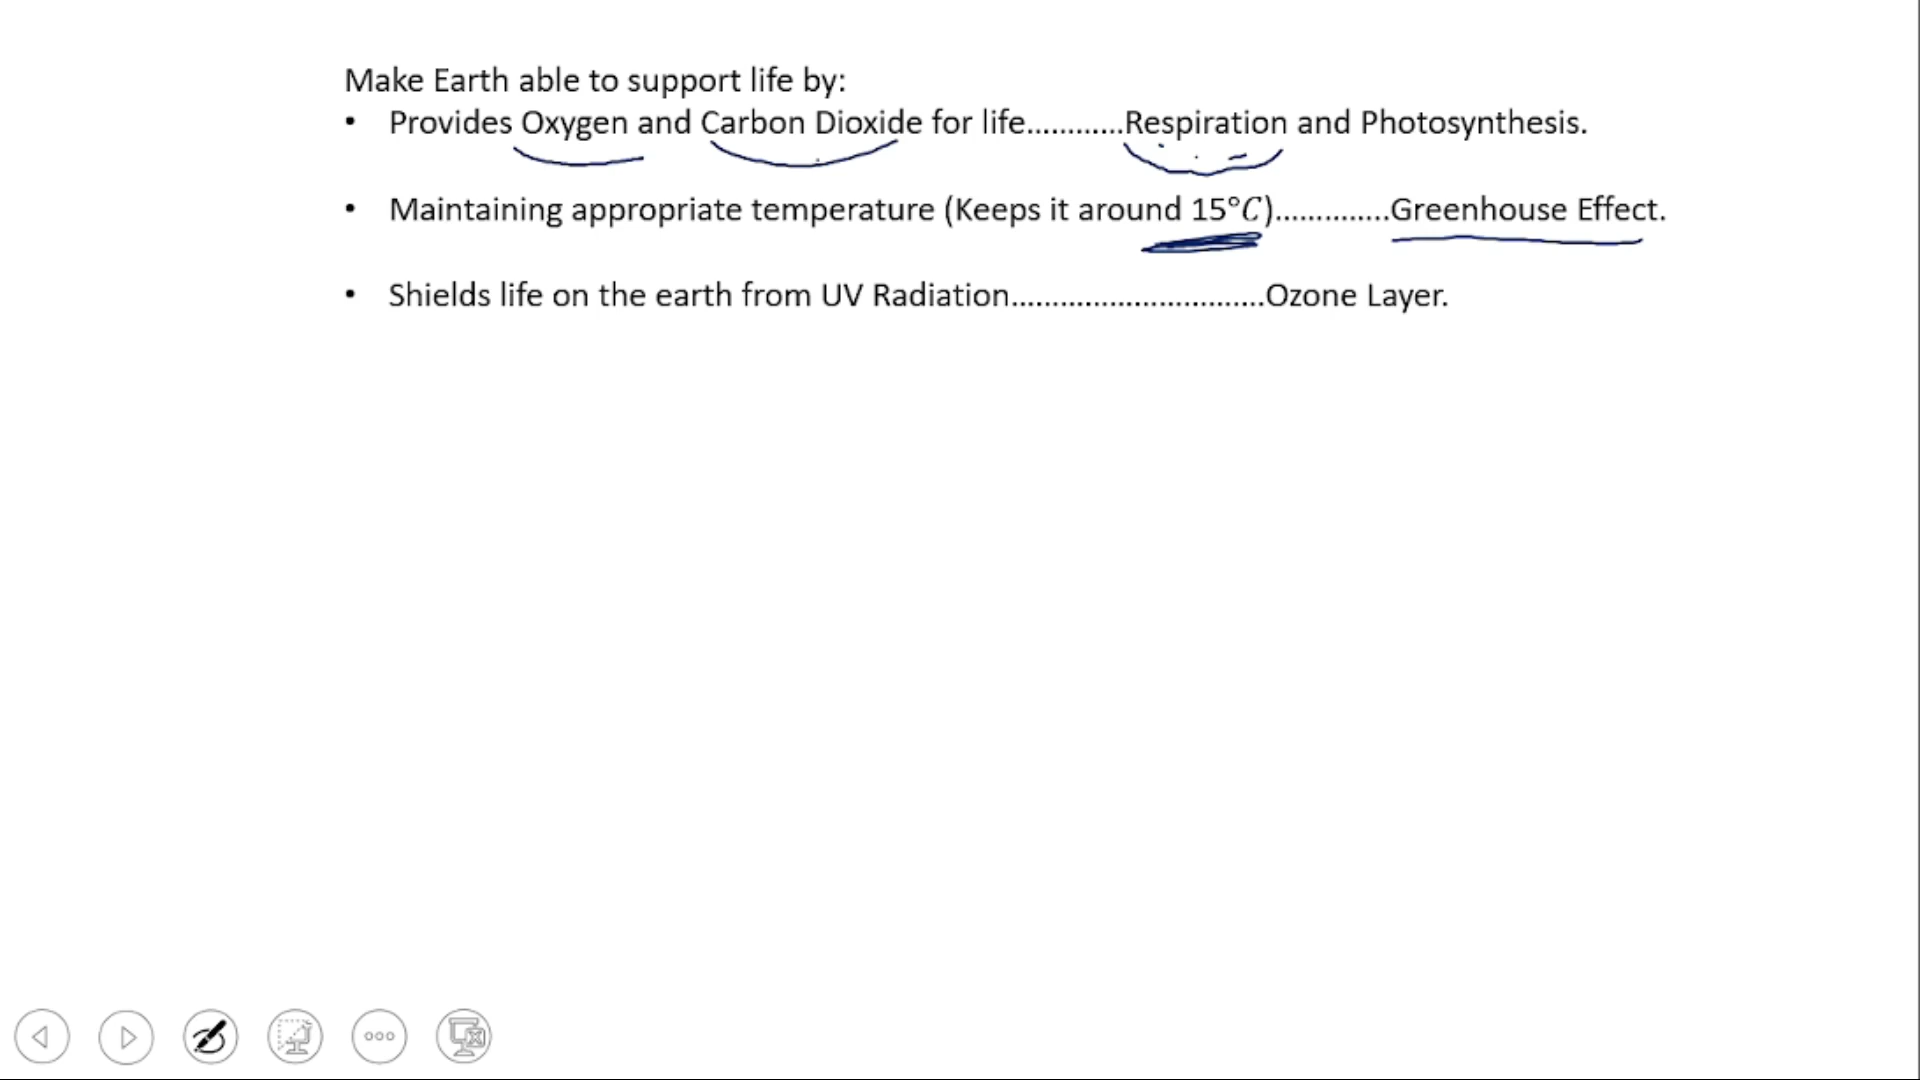 Make Earth able to support life by:
• Provides Oxygen and Carbon Dioxide for life............Respiration and Photosynthesis.
• Maintaining appropriate temperature (Keeps it around 15°C)..............Greenhouse Effect.
• Shields life on the earth from UV Radiation...............................Ozone Layer.